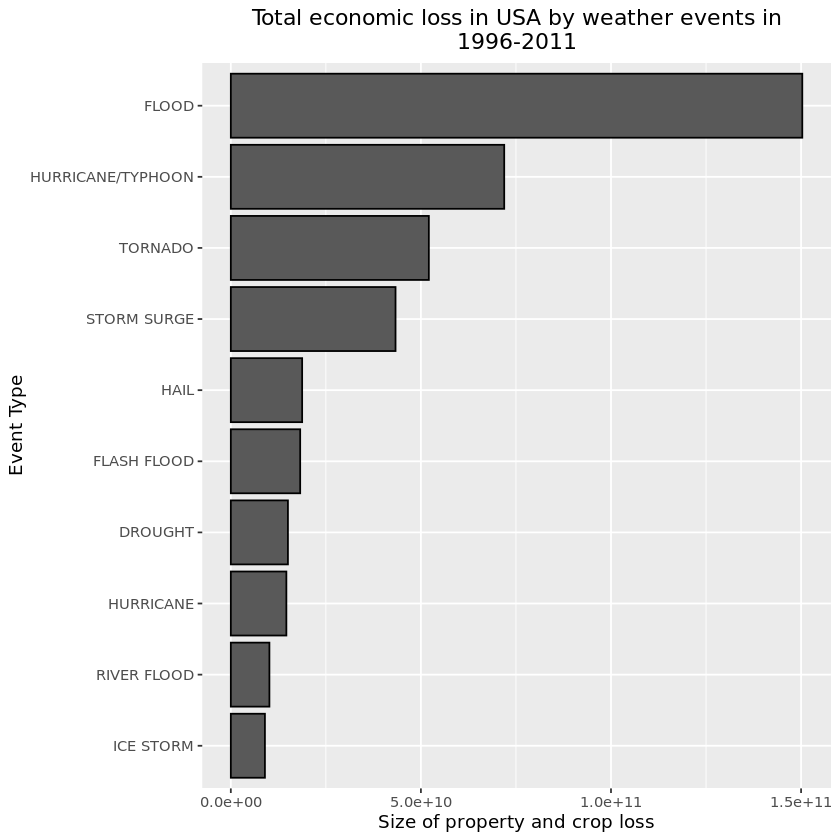 Total economic loss in USA by weather events in
1996-2011
Event Type
FLOOD
HURRICANE/TYPHOON
TORNADO
STORM SURGE
HAIL
FLASH FLOOD
DROUGHT
HURRICANE
RIVER FLOOD
ICE STORM
0.0e+00 5.0e+10 1.0e+11 1.5e+11
Size of property and crop loss